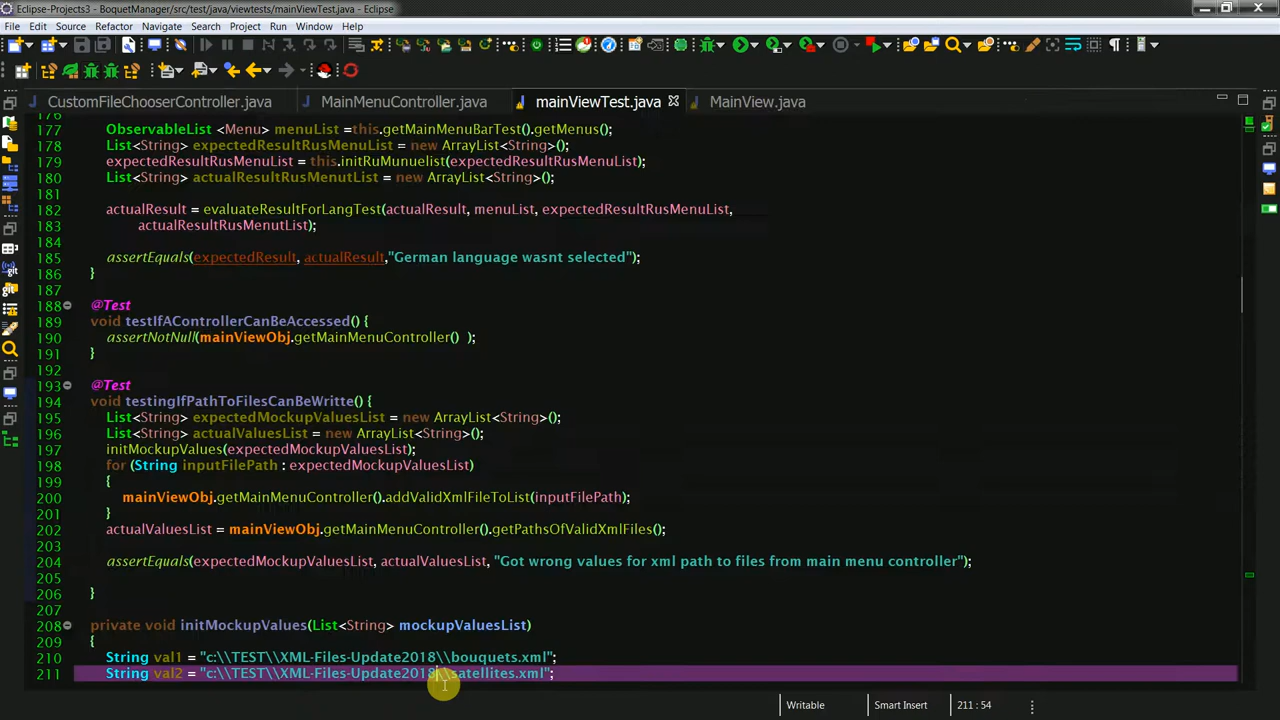 Eclipse-Projects3 - BoquetManager/src/test/java/viewtests/mainViewTest.java - Eclipse
File Edit Source Refactor Navigate Search Project Run Window Help
CustomFileChooserController.java MainMenuController.java mainViewTest.java MainView.java
176
177 ObservableList <Menu> menuList =this.getMainMenuBarTest().getMenus();
178 List<String> expectedResultRusMenuList = new ArrayList<String>();
179 expectedResultRusMenuList = this.initRuMunuelist(expectedResultRusMenuList);
180 List<String> actualResultRusMenutList = new ArrayList<String>();
181
182 actualResult = evaluateResultForLangTest(actualResult, menuList, expectedResultRusMenuList,
183 actualResultRusMenutList);
184
185 assertEquals(expectedResult, actualResult,"German language wasnt selected");
186 }
187
188 @Test
189 void testIfAControllerCanBeAccessed() {
190 assertNotNull(mainViewObj.getMainMenuController() );
191 }
192
193 @Test
194 void testingIfPathToFilesCanBeWritte() {
195 List<String> expectedMockupValuesList = new ArrayList<String>();
196 List<String> actualValuesList = new ArrayList<String>();
197 initMockupValues(expectedMockupValuesList);
198 for (String inputFilePath : expectedMockupValuesList)
199 {
200 mainViewObj.getMainMenuController().addValidXmlFileToList(inputFilePath);
201 }
202 actualValuesList = mainViewObj.getMainMenuController().getPathsOfValidXmlFiles();
203
204 assertEquals(expectedMockupValuesList, actualValuesList, "Got wrong values for xml path to files from main menu controller");
205
206 }
207
208 private void initMockupValues(List<String> mockupValuesList)
209 {
210 String val1 = "c:\\TEST\\XML-Files-Update2018\\bouquets.xml";
211 String val2 = "c:\\TEST\\XML-Files-Update2018\\satellites.xml";
Writable Smart Insert 211 : 54